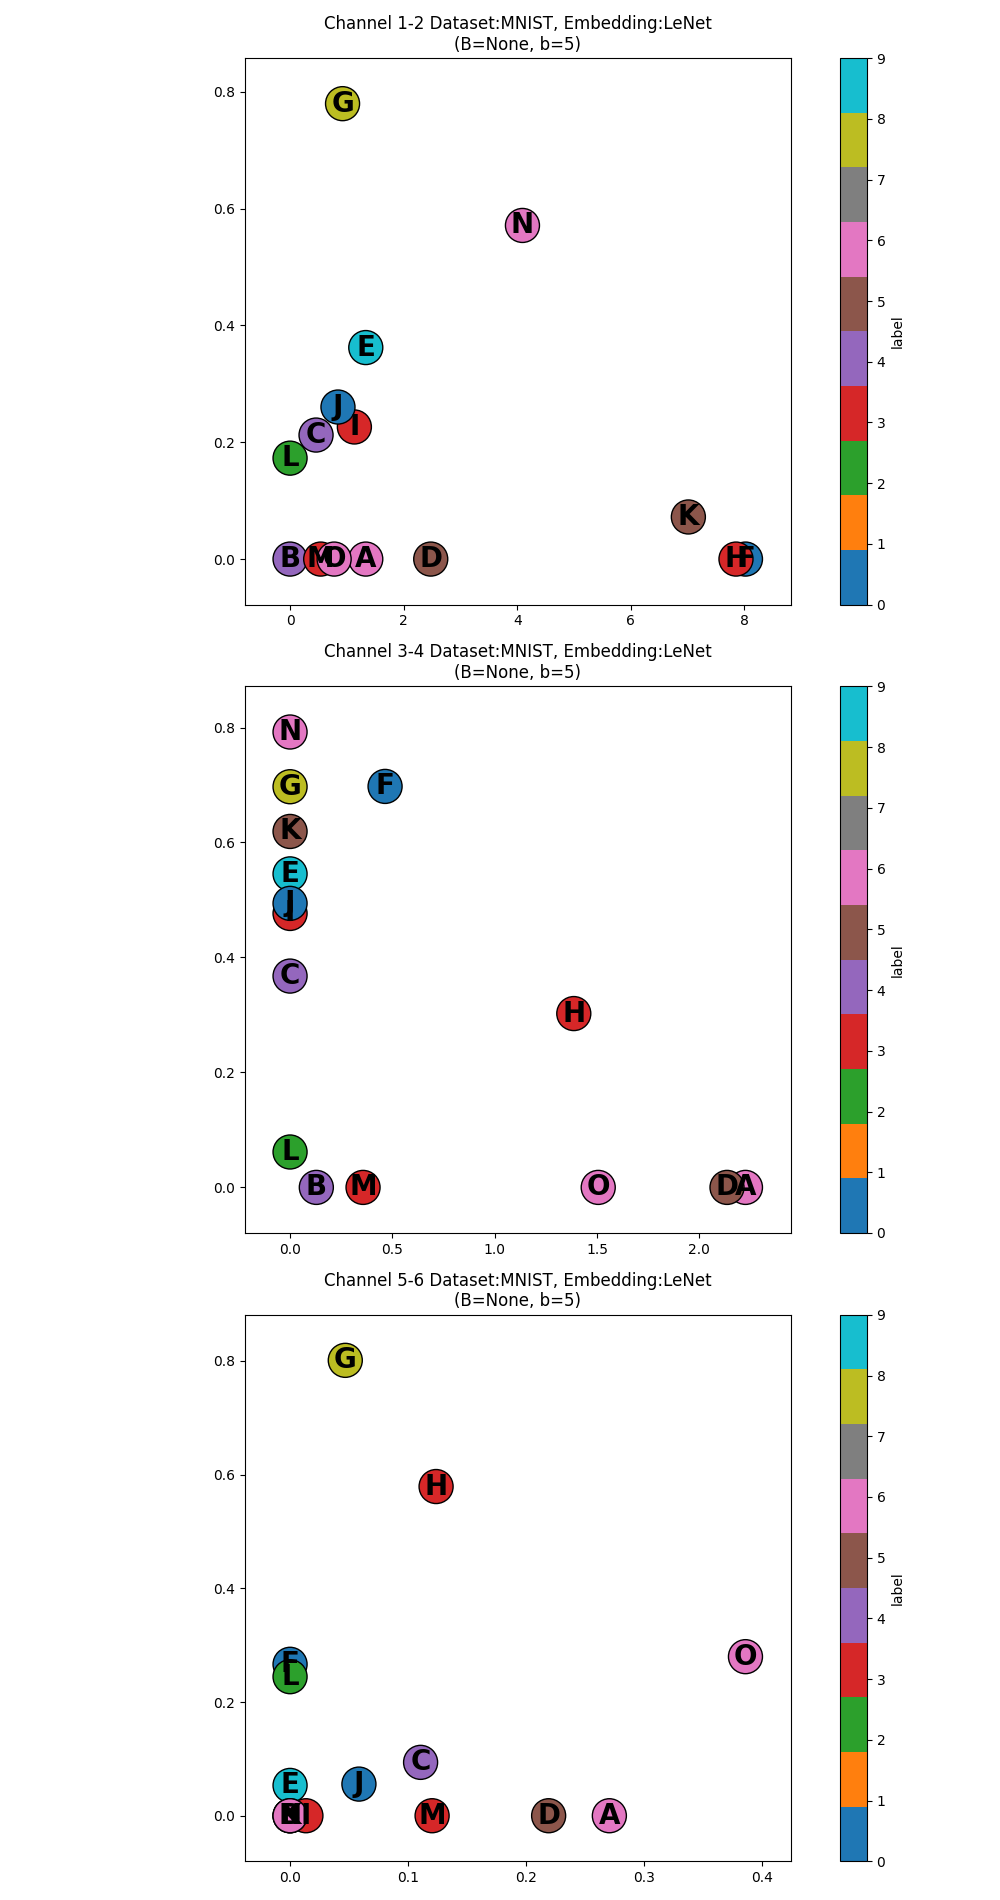 Channel 1-2 Dataset:MNIST, Embedding:LeNet
(B=None, b=5)
0.8
0.6
0.4
0.2
0.0
0 2 4 6 8
G
N
E
J
I
C
L
K
B M O A D H F
9
8
7
6
5
4
3
2
1
0
label
Channel 3-4 Dataset:MNIST, Embedding:LeNet
(B=None, b=5)
0.8
0.6
0.4
0.2
0.0
0.0 0.5 1.0 1.5 2.0
N
G F
K
E
J
C
H
L
B M O D A
9
8
7
6
5
4
3
2
1
0
label
Channel 5-6 Dataset:MNIST, Embedding:LeNet
(B=None, b=5)
0.8
0.6
0.4
0.2
0.0
0.0 0.1 0.2 0.3 0.4
G
H
O
F
L
C
E J
N I M D A
9
8
7
6
5
4
3
2
1
0
label